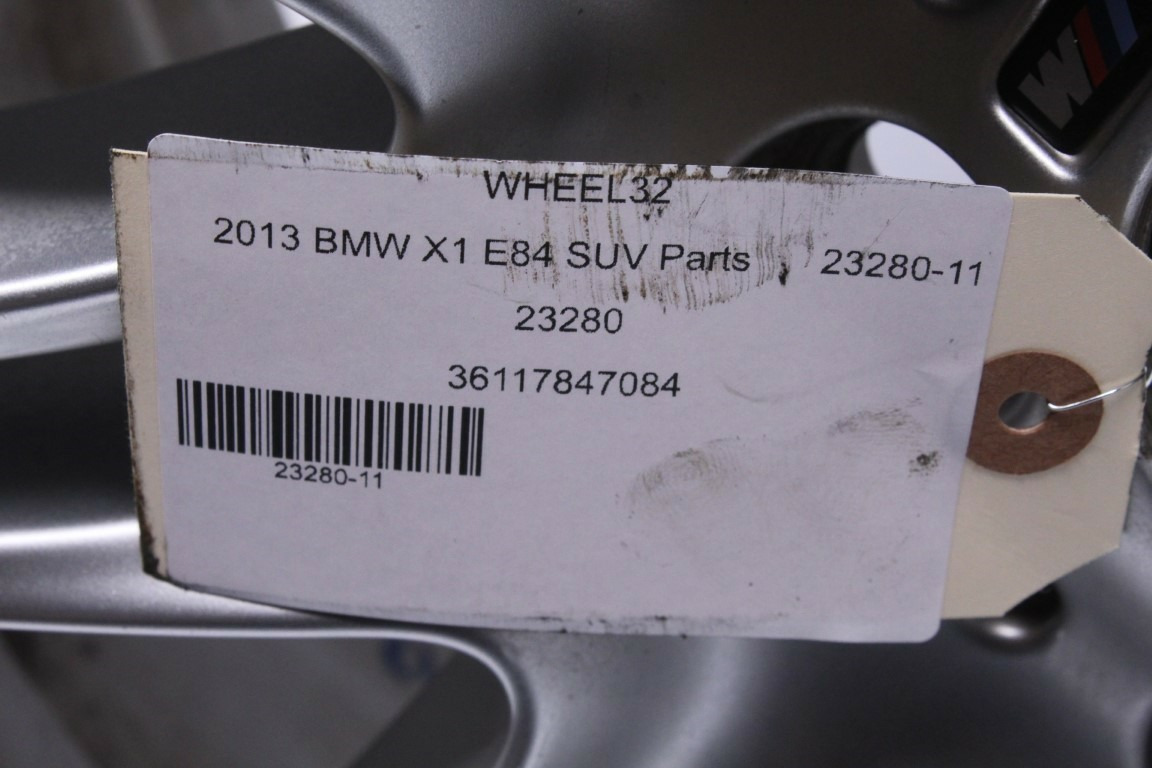 WHEEL32
2013 BMW X1 E84 SUV Parts , 23280-11
23280
36117847084
23280-11
M